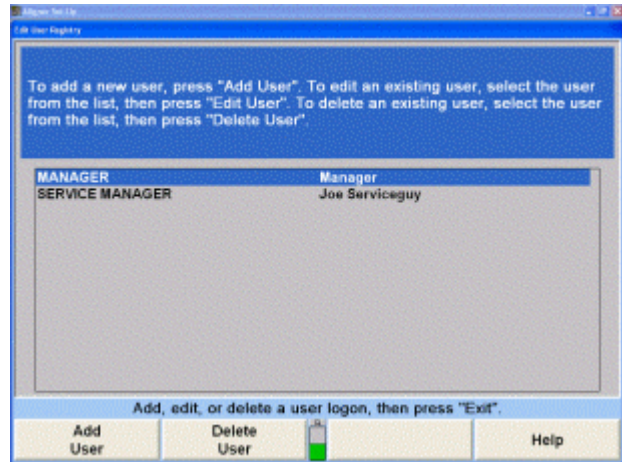 Aligner Set Up
Edit User Registry
To add a new user, press "Add User". To edit an existing user, select the user
from the list, then press "Edit User". To delete an existing user, select the user
from the list, then press "Delete User".
MANAGER Manager
SERVICE MANAGER Joe Serviceguy
Add, edit, or delete a user logon, then press "Exit".
Add
User
Delete
User
Help